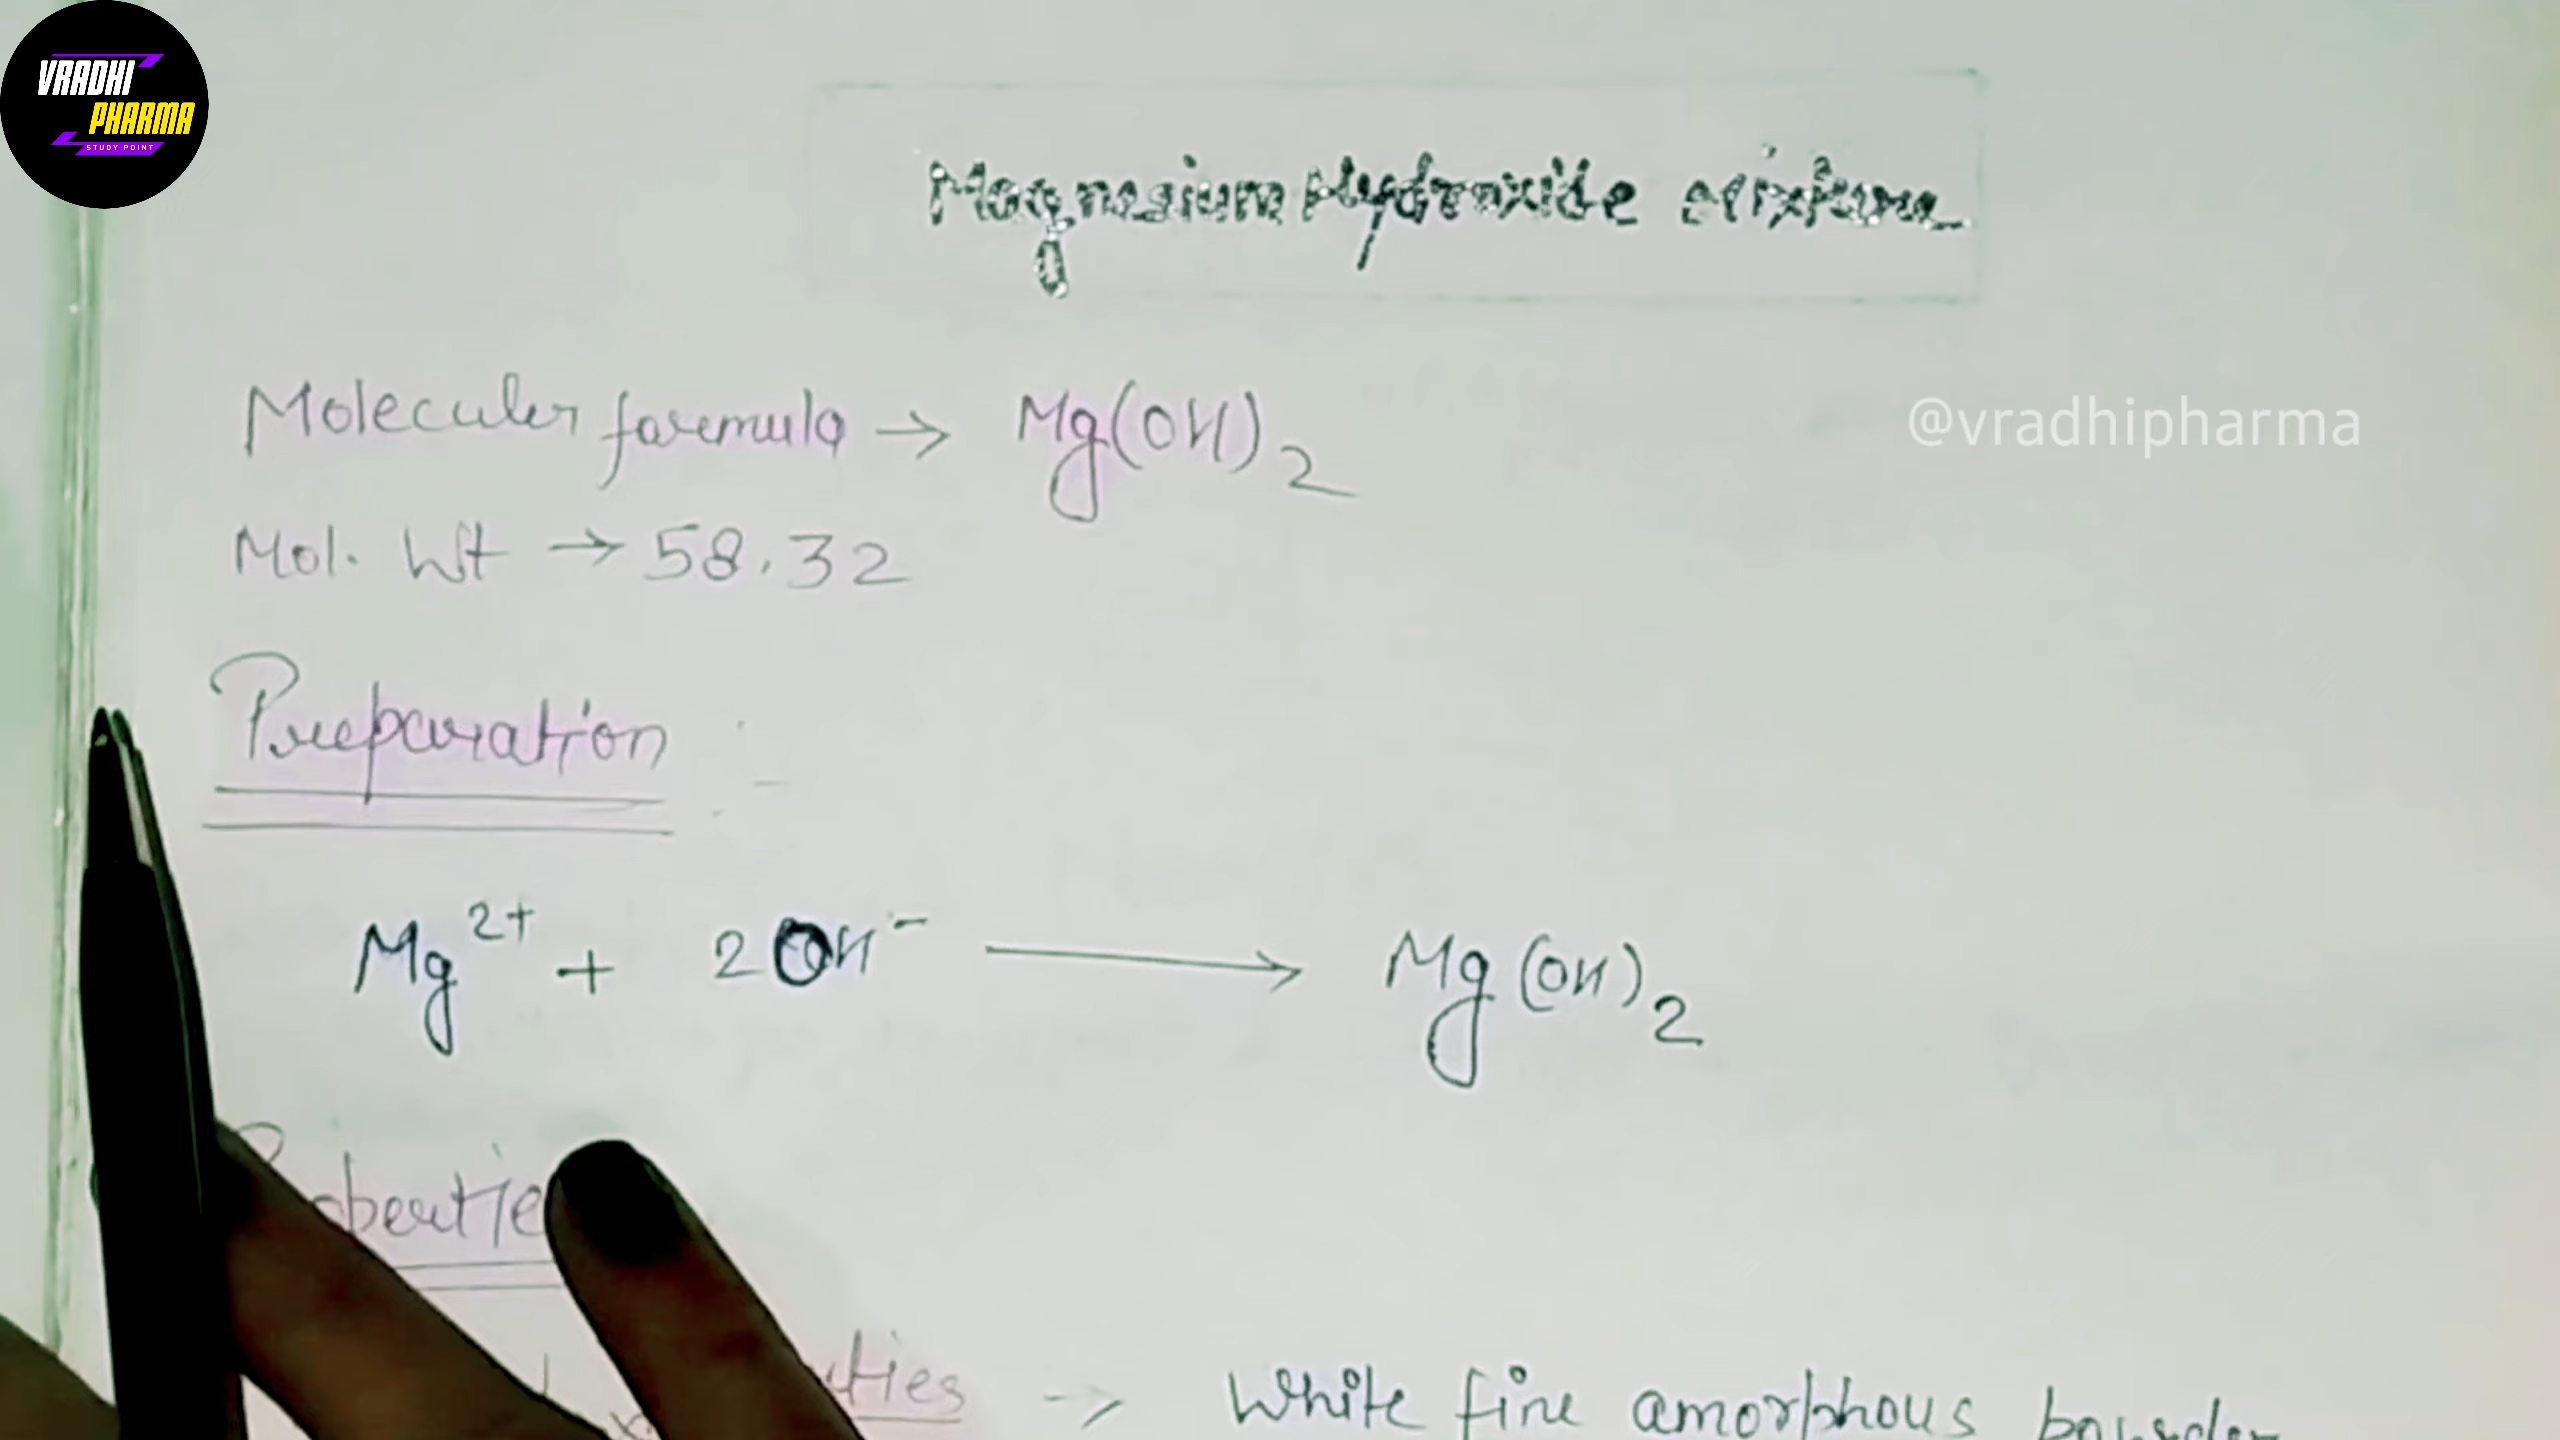 VRADHI
PHARMA
STUDY POINT
Magnesium Hydroxide Mixture
@vradhipharma
Molecular formula → Mg(OH)2
Mol. Wt → 58.32
Preparation :-
Mg2+ + 2OH- ⟶ Mg(OH)2
→ White fine amorphous